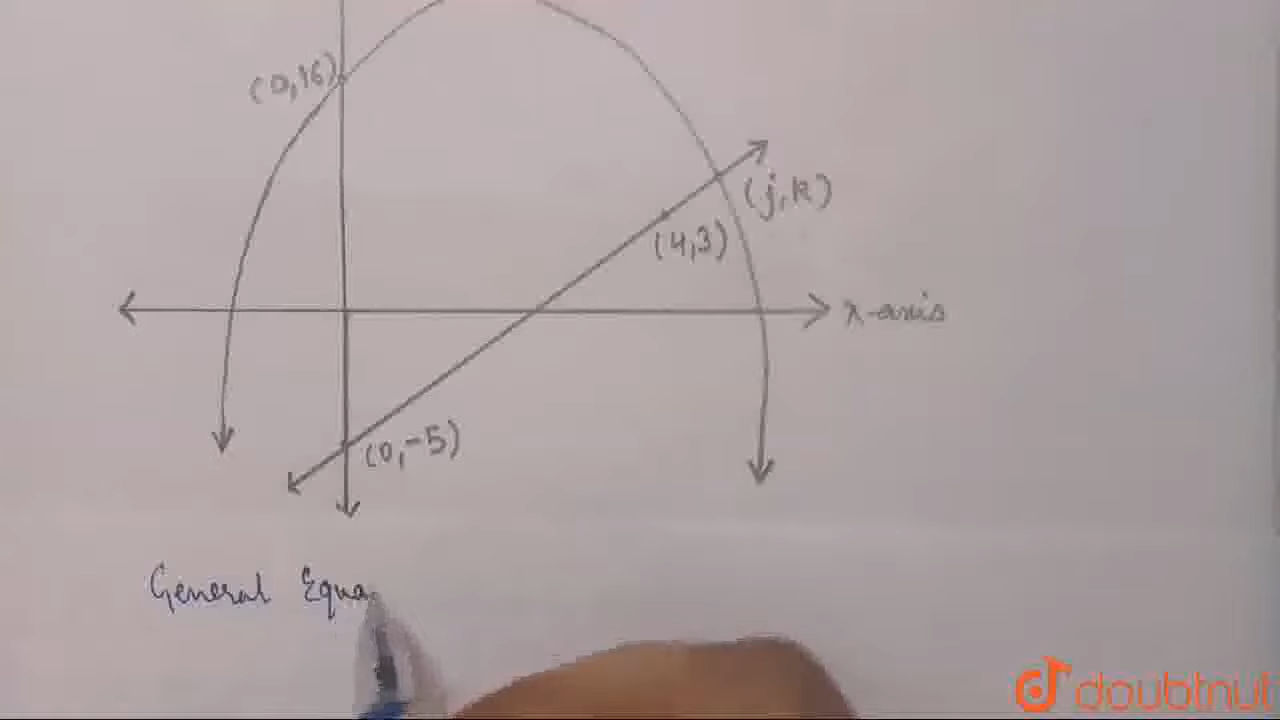 (0,16)
(j,k)
(4,3)
x-axis
(0,-5)
General Equa
doubtnut